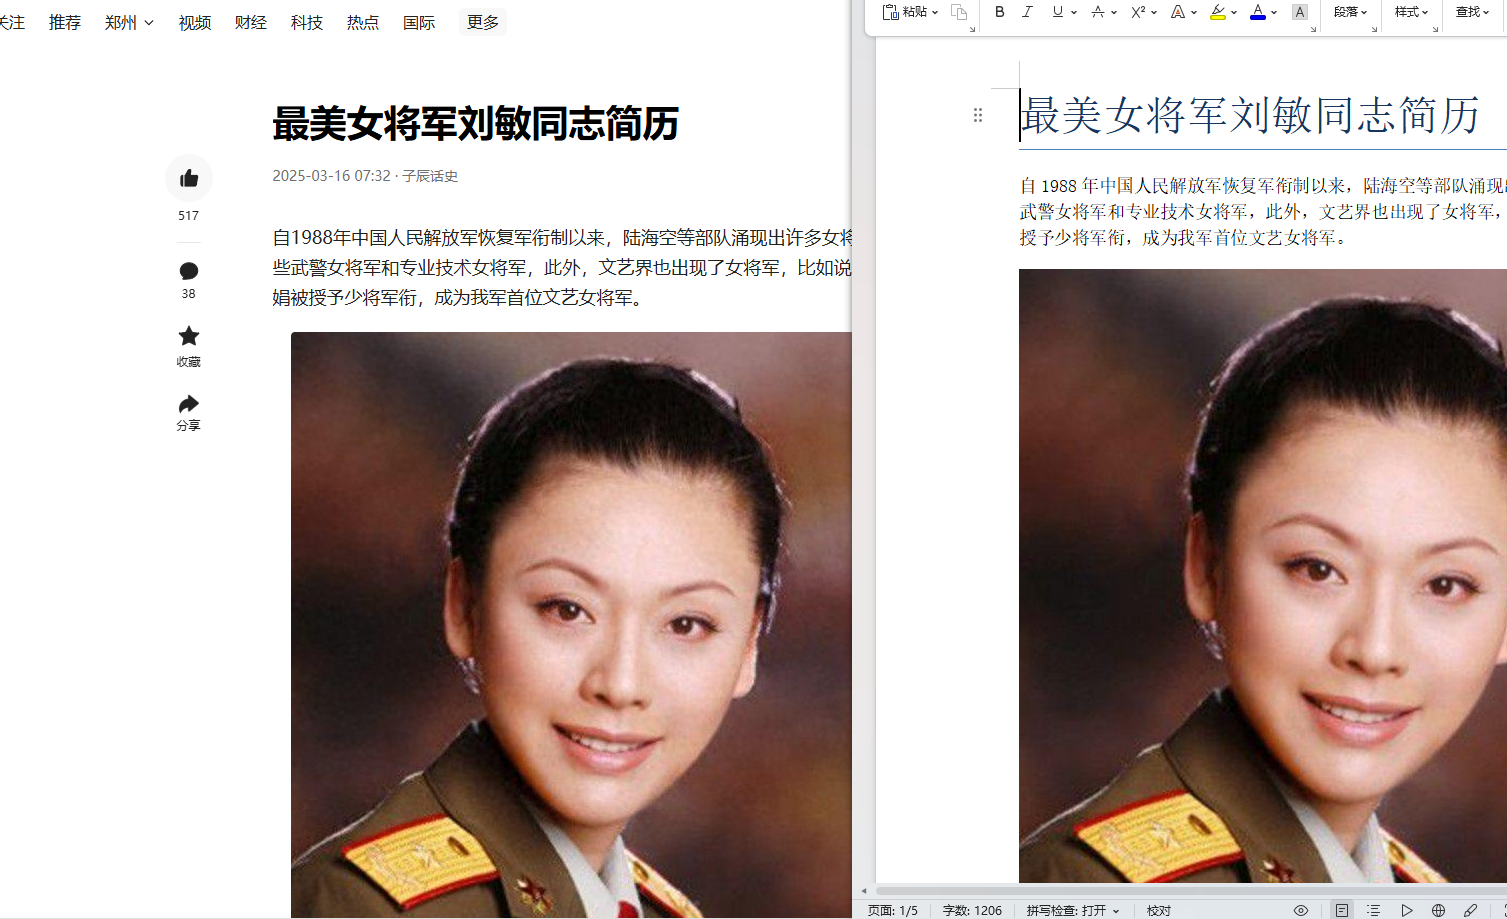 关注 推荐 郑州 视频 财经 科技 热点 国际 更多
最美女将军刘敏同志简历
2025-03-16 07:32 · 子辰话史
517
38
收藏
分享
自1988年中国人民解放军恢复军衔制以来，陆海空等部队涌现出许多女将
些武警女将军和专业技术女将军，此外，文艺界也出现了女将军，比如说
娟被授予少将军衔，成为我军首位文艺女将军。
粘贴 B I U A X² A A A 段落 样式 查找
最美女将军刘敏同志简历
自 1988 年中国人民解放军恢复军衔制以来，陆海空等部队涌现
武警女将军和专业技术女将军，此外，文艺界也出现了女将军，
授予少将军衔，成为我军首位文艺女将军。
页面: 1/5 字数: 1206 拼写检查: 打开 校对